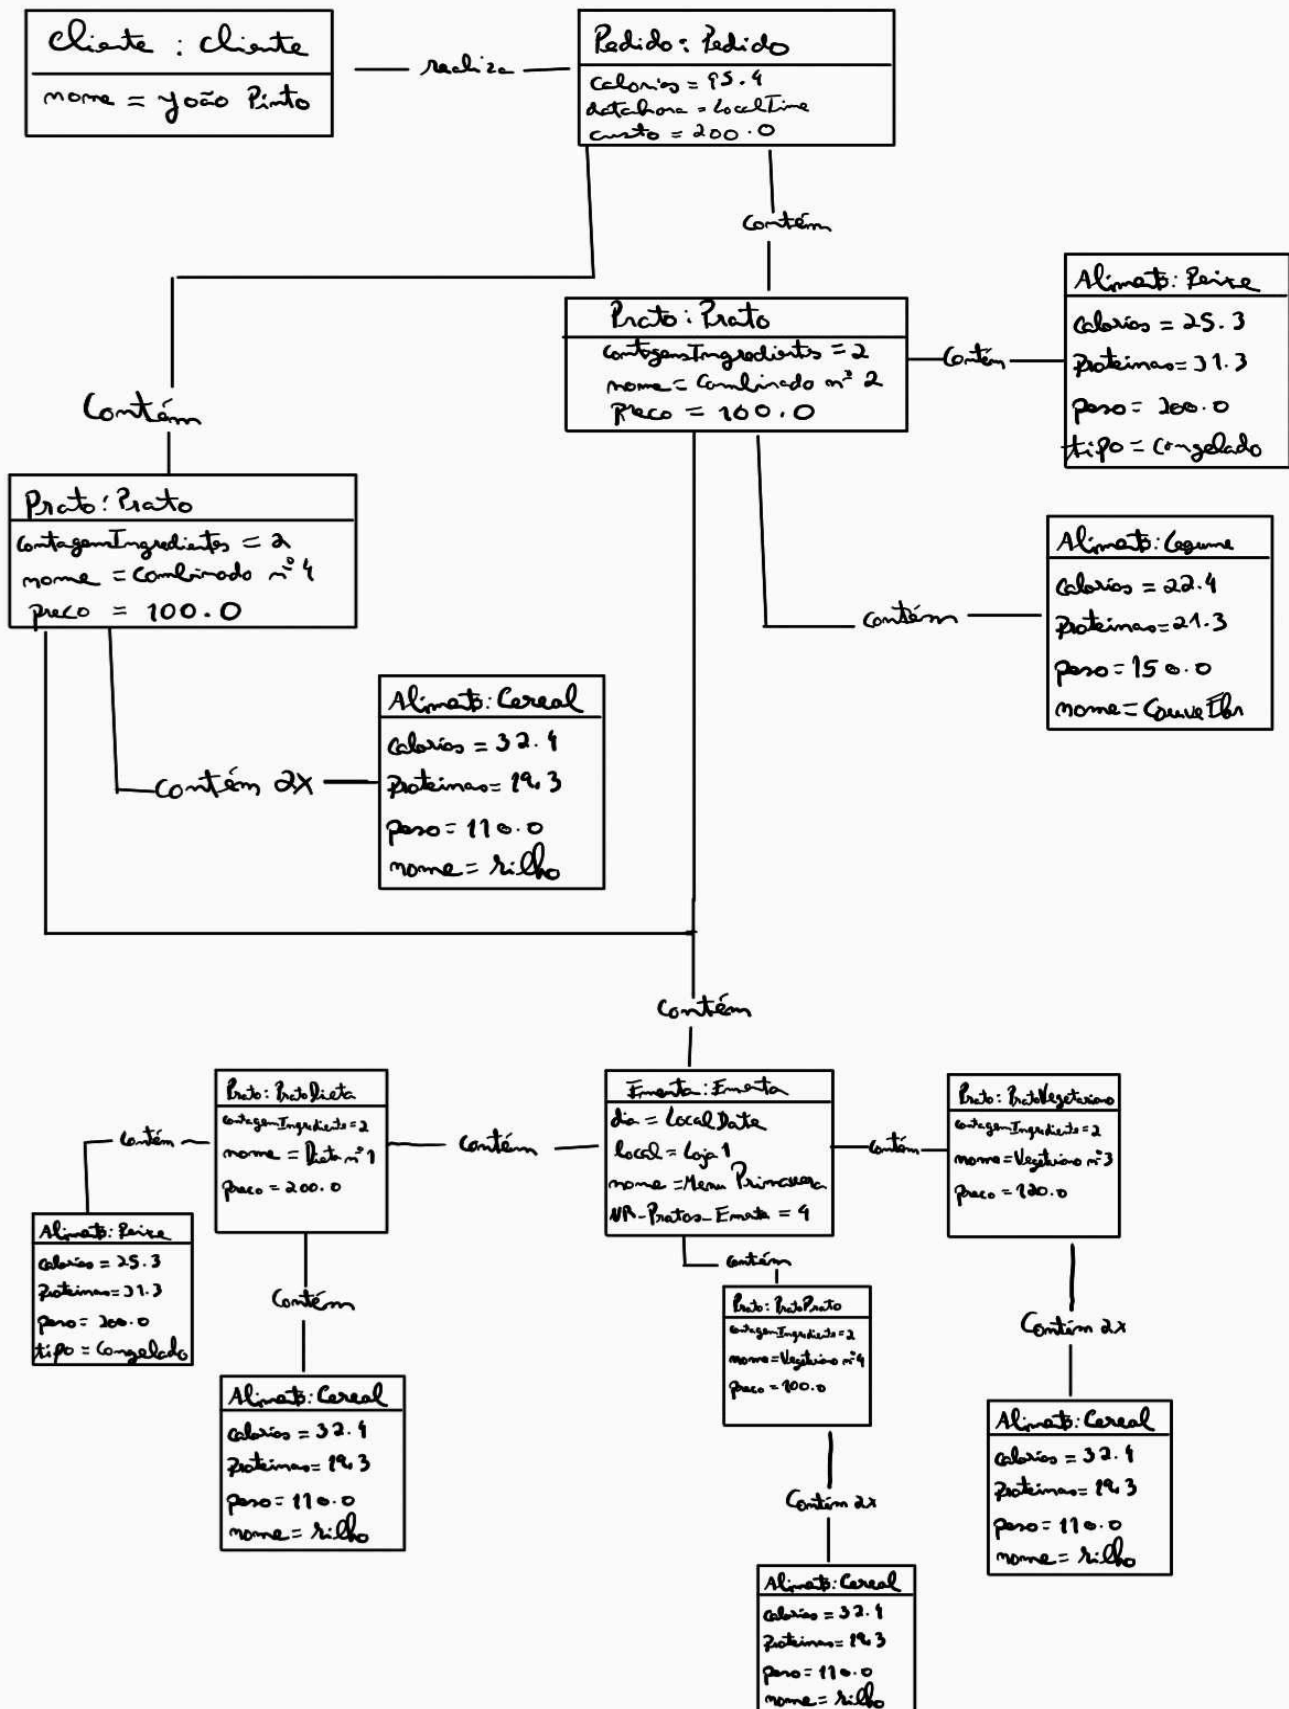 Cliente : Cliente
nome = João Pinto
realiza
Pedido : Pedido
calorias = 95.4
datahora = LocalTime
custo = 200.0
Contém
Contém
Prato : Prato
contagemIngredientes = 2
nome = Combinado nº 2
preco = 100.0
Contém
Alimento: Peixe
calorias = 25.3
Proteinas = 31.3
peso = 200.0
tipo = Congelado
Prato : Prato
contagemIngredientes = 2
nome = Combinado nº 4
preco = 100.0
Contém
Alimento: Legume
calorias = 22.4
Proteinas = 21.3
peso = 150.0
nome = Couve
Contém 2x
Alimento: Cereal
calorias = 32.4
Proteinas = 19.3
peso = 110.0
nome =
Contém
Prato: PratoDieta
contagemIngrediente = 2
nome = Dieta nº 1
preco = 200.0
Contém
Contém
Ementa : Ementa
dia = LocalDate
local = Loja 1
nome = Menu Primavera
NR_Pratos_Ementa = 4
Contém
Prato: PratoVegetariano
contagemIngrediente = 2
nome = Vegetariano nº 3
preco = 120.0
Alimento: Peixe
calorias = 25.3
Proteinas = 31.3
peso = 200.0
tipo = Congelado
Contém
Contém
Prato: PratoPrato
contagemIngrediente = 2
nome = Vegetariano nº 4
preco = 100.0
Contém 2x
Alimento: Cereal
calorias = 32.4
Proteinas = 19.3
peso = 110.0
nome =
Contém 2x
Alimento: Cereal
calorias = 32.4
Proteinas = 19.3
peso = 110.0
nome =
Alimento: Cereal
calorias = 32.4
Proteinas = 19.3
peso = 110.0
nome =